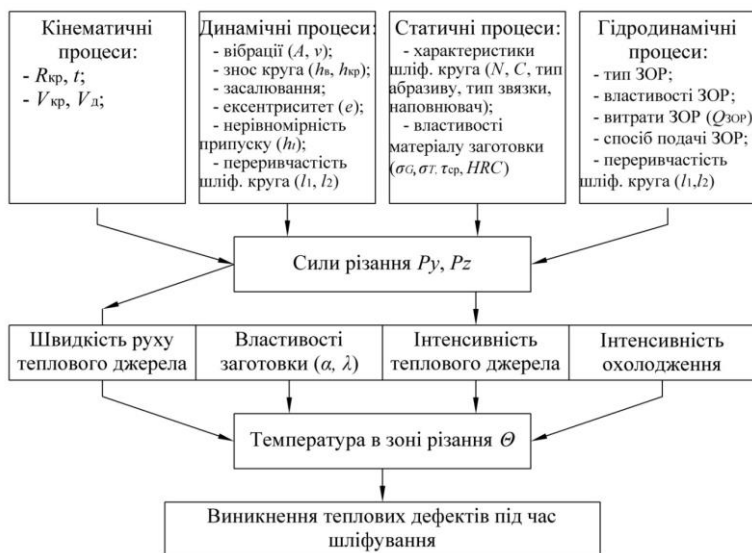 Кінематичні
процеси:
- Rкр, t;
- Vкр, Vд;
Динамічні процеси:
- вібрації (A, ν);
- знос круга (hв, hкр);
- засалювання;
- ексентриситет (e);
- нерівномірність
припуску (ht);
- переривчастість
шліф. круга (l1, l2)
Статичні процеси:
- характеристики
шліф. круга (N, C, тип
абразиву, тип звязки,
наповнювач);
- властивості
матеріалу заготовки
(σG, σT, τср, HRC)
Гідродинамічні
процеси:
- тип ЗОР;
- властивості ЗОР;
- витрати ЗОР (QЗОР)
- спосіб подачі ЗОР;
- переривчастість
шліф. круга (l1,l2)
Сили різання Py, Pz
Швидкість руху
теплового джерела
Властивості
заготовки (α, λ)
Інтенсивність
теплового джерела
Інтенсивність
охолодження
Температура в зоні різання Θ
Виникнення теплових дефектів під час
шліфування